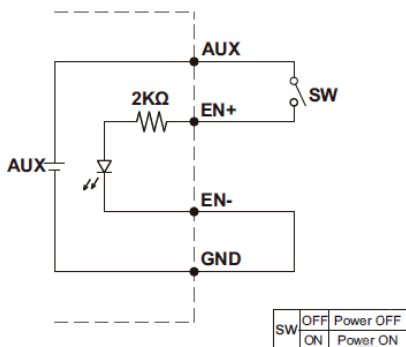 AUX
2KΩ
EN+
SW
AUX
EN-
GND
SW OFF Power OFF
ON Power ON